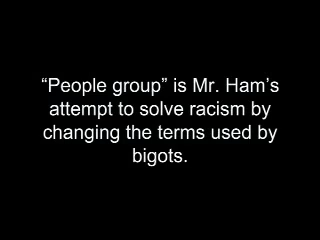 “People group” is Mr. Ham’s
attempt to solve racism by
changing the terms used by
bigots.